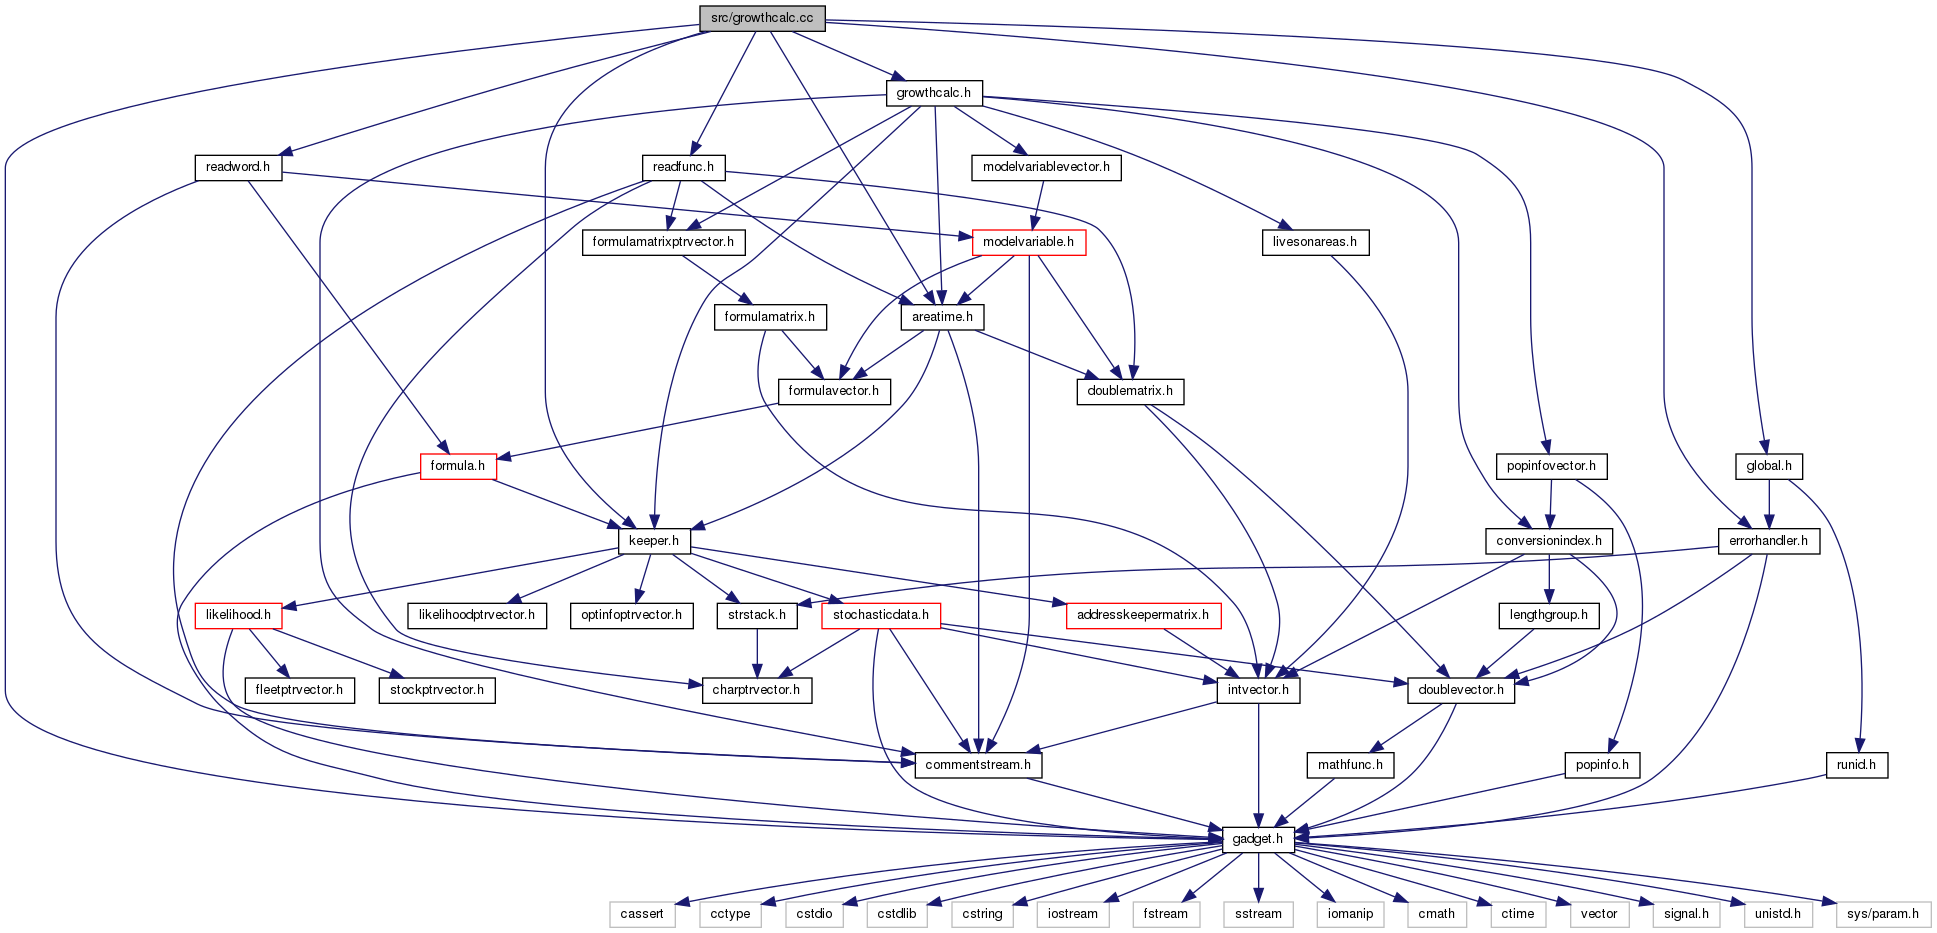 src/growthcalc.cc
growthcalc.h
readword.h
readfunc.h
modelvariablevector.h
formulamatrixptrvector.h
modelvariable.h
livesonareas.h
formulamatrix.h
areatime.h
formulavector.h
doublematrix.h
formula.h
popinfovector.h
global.h
keeper.h
conversionindex.h
errorhandler.h
likelihood.h
likelihoodptrvector.h
optinfoptrvector.h
strstack.h
stochasticdata.h
addresskeepermatrix.h
lengthgroup.h
fleetptrvector.h
stockptrvector.h
charptrvector.h
intvector.h
doublevector.h
commentstream.h
mathfunc.h
popinfo.h
runid.h
gadget.h
cassert
cctype
cstdio
cstdlib
cstring
iostream
fstream
sstream
iomanip
cmath
ctime
vector
signal.h
unistd.h
sys/param.h